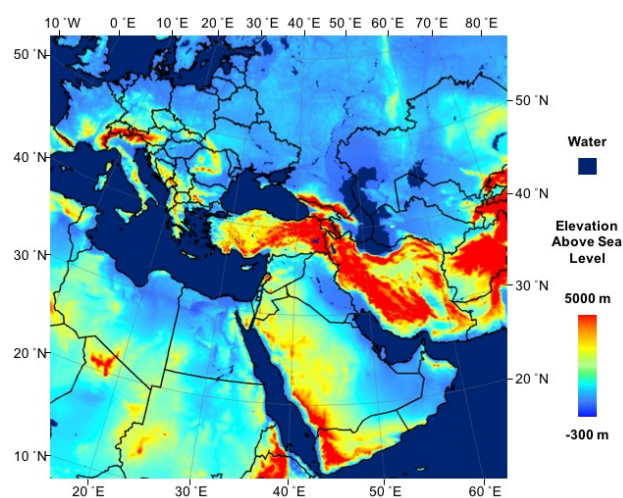 10 °W 0 °E 10 °E 20 °E 30 °E 40 °E 50 °E 60 °E 70 °E 80 °E
50 °N
40 °N
30 °N
20 °N
10 °N
50 °N
40 °N
30 °N
20 °N
Water
Elevation
Above Sea
Level
5000 m
-300 m
20 °E 30 °E 40 °E 50 °E 60 °E